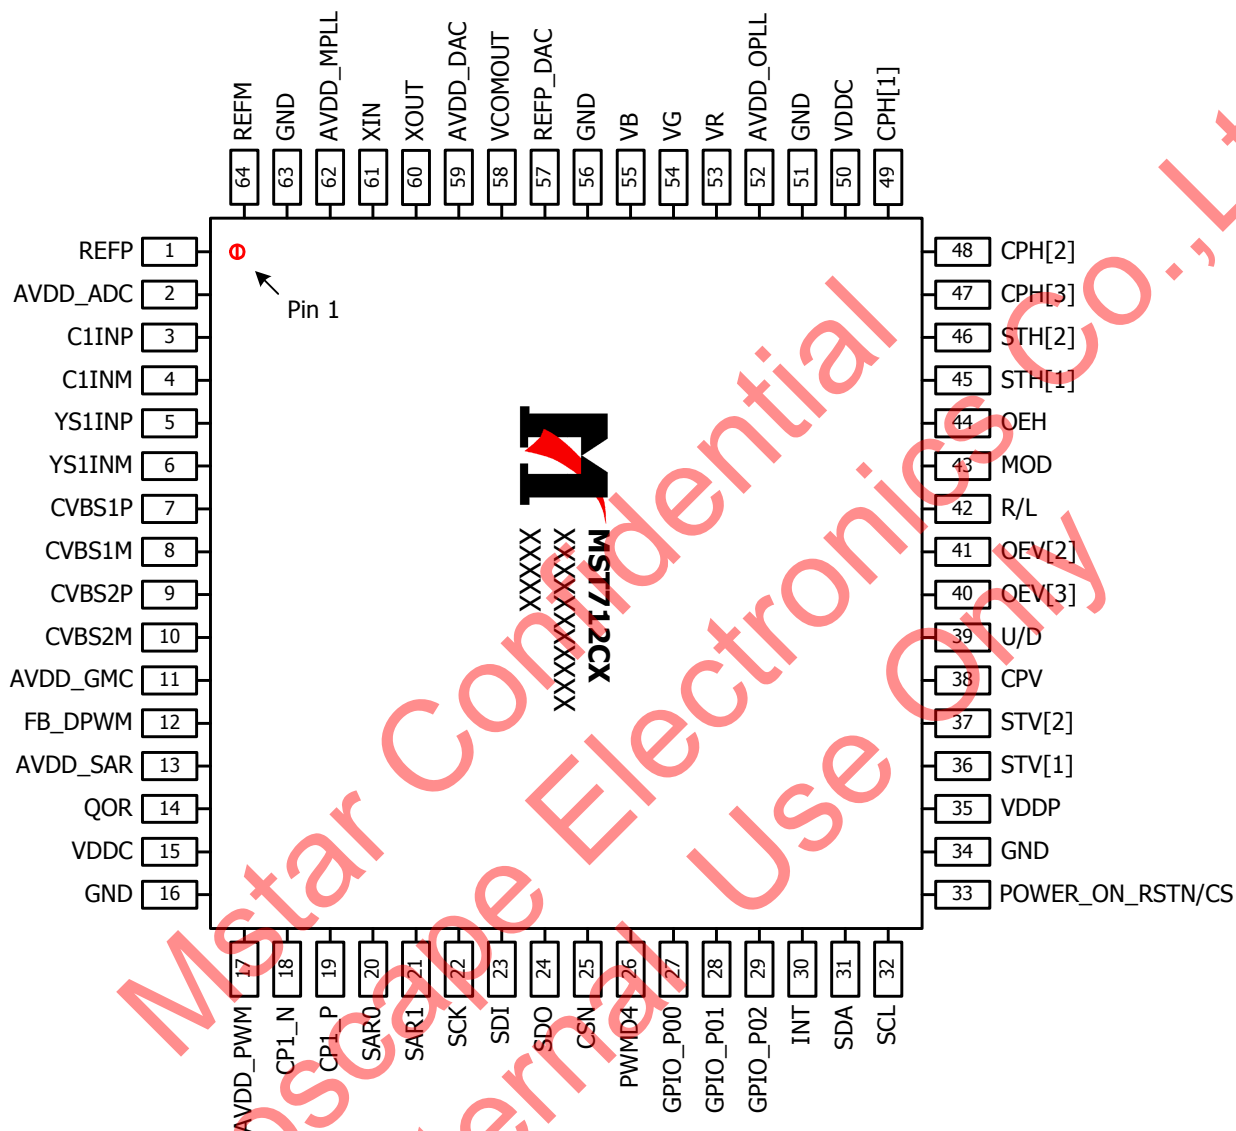 REFM
GND
AVDD_MPLL
XIN
XOUT
AVDD_DAC
VCOMOUT
REFP_DAC
GND
VB
VG
VR
AVDD_OPLL
GND
VDDC
CPH[1]
64
63
62
61
60
59
58
57
56
55
54
53
52
51
50
49
REFP 1
AVDD_ADC 2
C1INP 3
C1INM 4
YS1INP 5
YS1INM 6
CVBS1P 7
CVBS1M 8
CVBS2P 9
CVBS2M 10
AVDD_GMC 11
FB_DPWM 12
AVDD_SAR 13
QOR 14
VDDC 15
GND 16
Pin 1
MST712CX
XXXXXXXXXXX
XXXXX
48 CPH[2]
47 CPH[3]
46 STH[2]
45 STH[1]
44 OEH
43 MOD
42 R/L
41 OEV[2]
40 OEV[3]
39 U/D
38 CPV
37 STV[2]
36 STV[1]
35 VDDP
34 GND
33 POWER_ON_RSTN/CS
17
18
19
20
21
22
23
24
25
26
27
28
29
30
31
32
AVDD_PWM
CP1_N
CP1_P
SAR0
SAR1
SCK
SDI
SDO
CSN
PWMD4
GPIO_P00
GPIO_P01
GPIO_P02
INT
SDA
SCL
Mstar Confidential
Electronics Co.,
Use Only